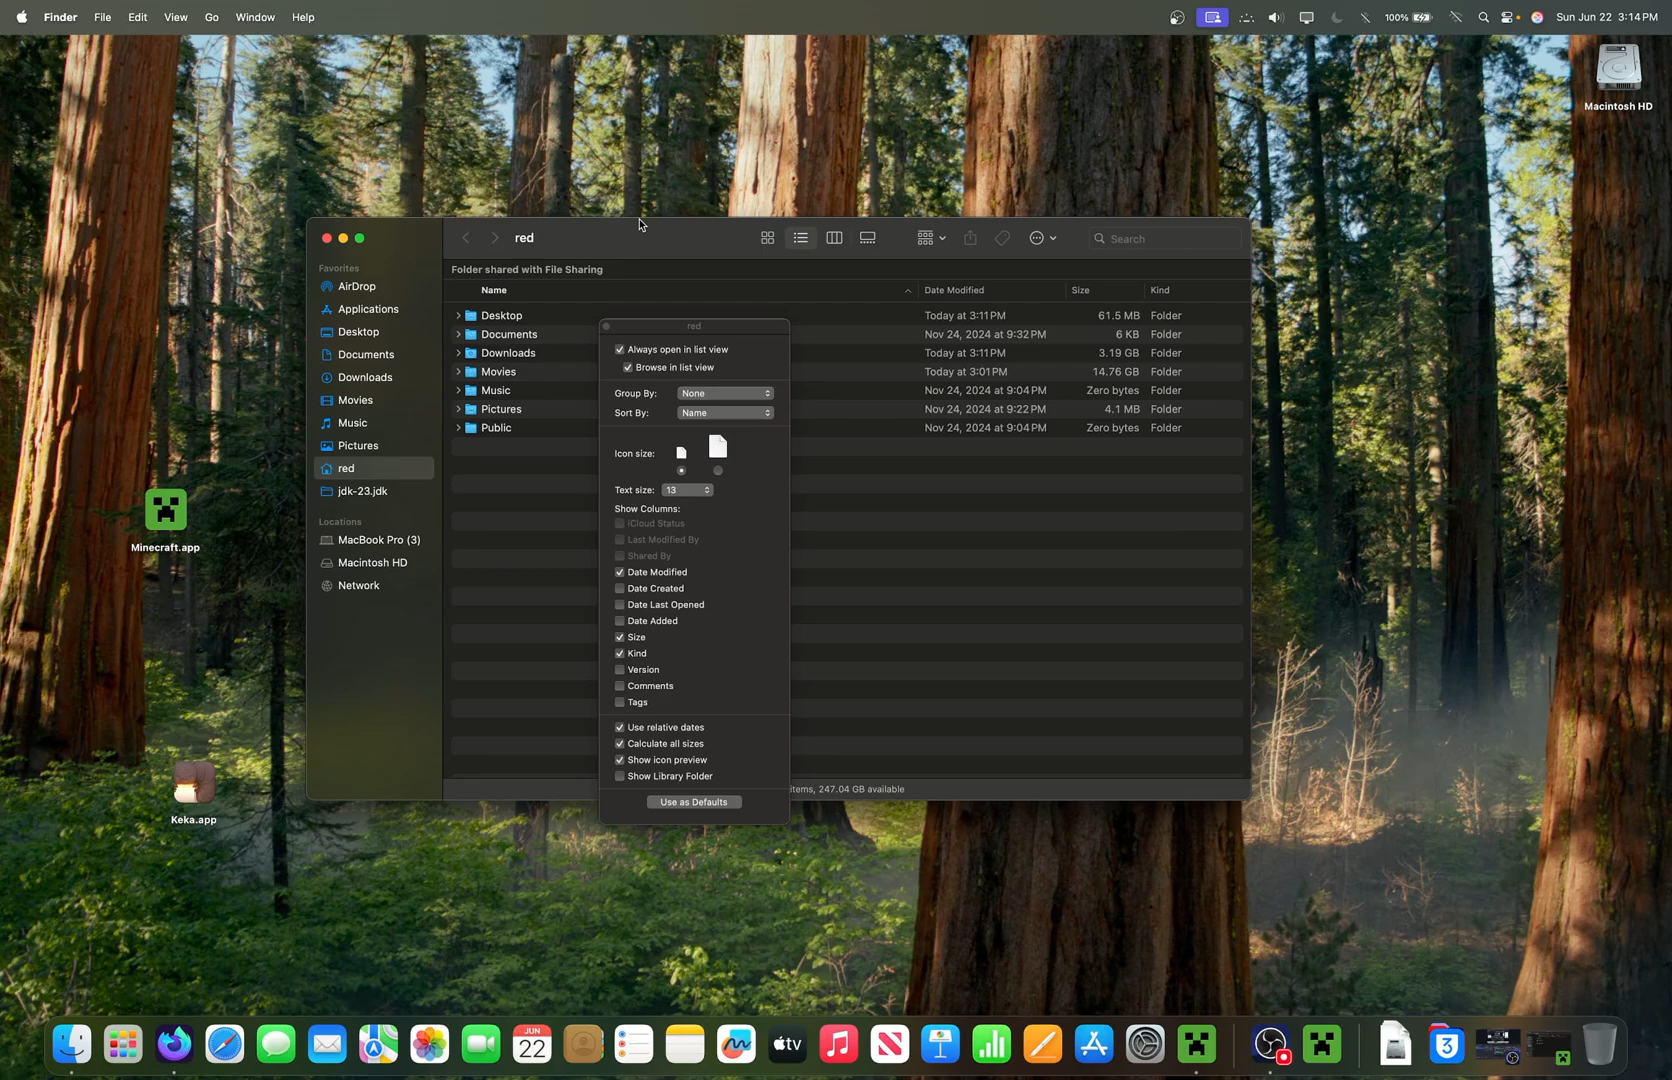 Finder File Edit View Go Window Help
100% Sun Jun 22 3:14 PM
Macintosh HD
red
Search
Favorites
AirDrop
Applications
Desktop
Documents
Downloads
Movies
Music
Pictures
red
jdk-23.jdk
Locations
MacBook Pro (3)
Macintosh HD
Network
Folder shared with File Sharing
Name Date Modified Size Kind
Desktop Today at 3:11 PM 61.5 MB Folder
Documents Nov 24, 2024 at 9:32 PM 6 KB Folder
Downloads Today at 3:11 PM 3.19 GB Folder
Movies Today at 3:01 PM 14.76 GB Folder
Music Nov 24, 2024 at 9:04 PM Zero bytes Folder
Pictures Nov 24, 2024 at 9:22 PM 4.1 MB Folder
Public Nov 24, 2024 at 9:04 PM Zero bytes Folder
items, 247.04 GB available
red
Always open in list view
Browse in list view
Group By: None
Sort By: Name
Icon size:
Text size: 13
Show Columns:
iCloud Status
Last Modified By
Shared By
Date Modified
Date Created
Date Last Opened
Date Added
Size
Kind
Version
Comments
Tags
Use relative dates
Calculate all sizes
Show icon preview
Show Library Folder
Use as Defaults
Minecraft.app
Keka.app
JUN
22
tv
3